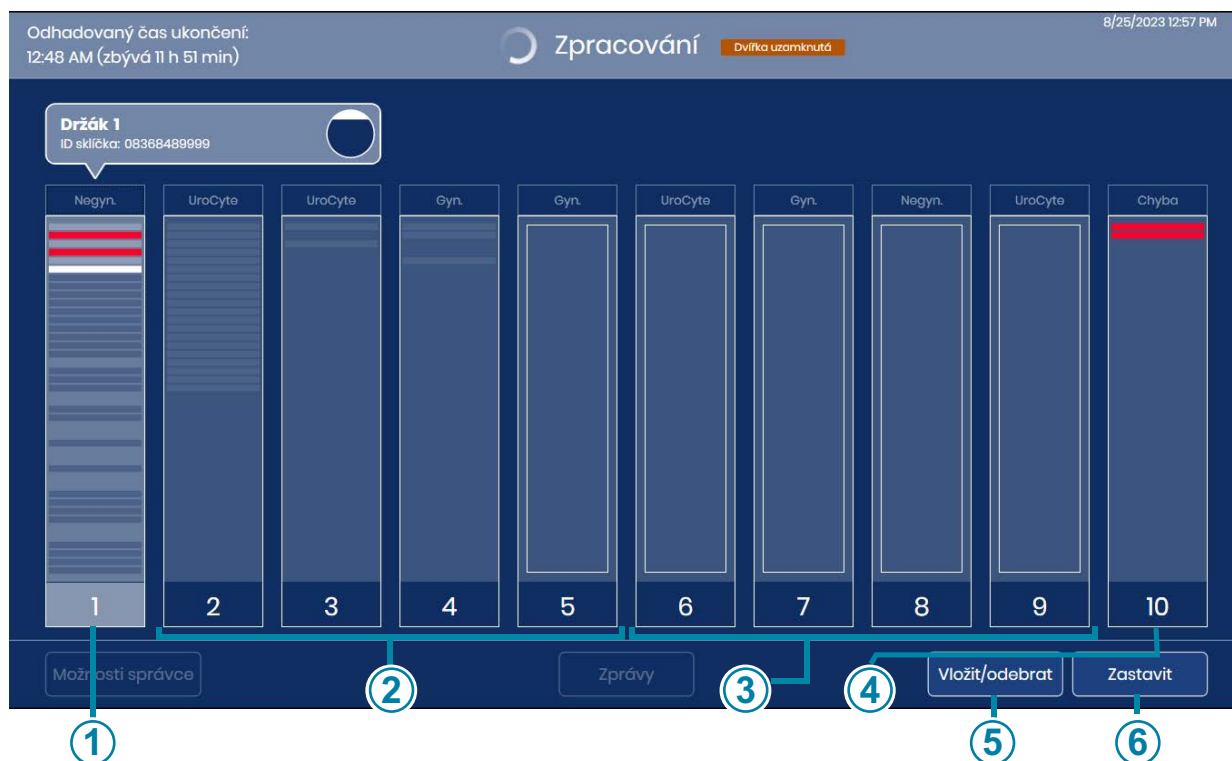 Odhadovaný čas ukončení:
12:48 AM (zbývá 11 h 51 min)
Zpracování
Dvířka uzamknutá
8/25/2023 12:57 PM
Držák 1
ID sklíčka: 08368489999
Negyn. UroCyte UroCyte Gyn. Gyn. UroCyte Gyn. Negyn. UroCyte Chyba
1 2 3 4 5 6 7 8 9 10
Možnosti správce Zprávy Vložit/odebrat Zastavit
2 3 4
1 5 6